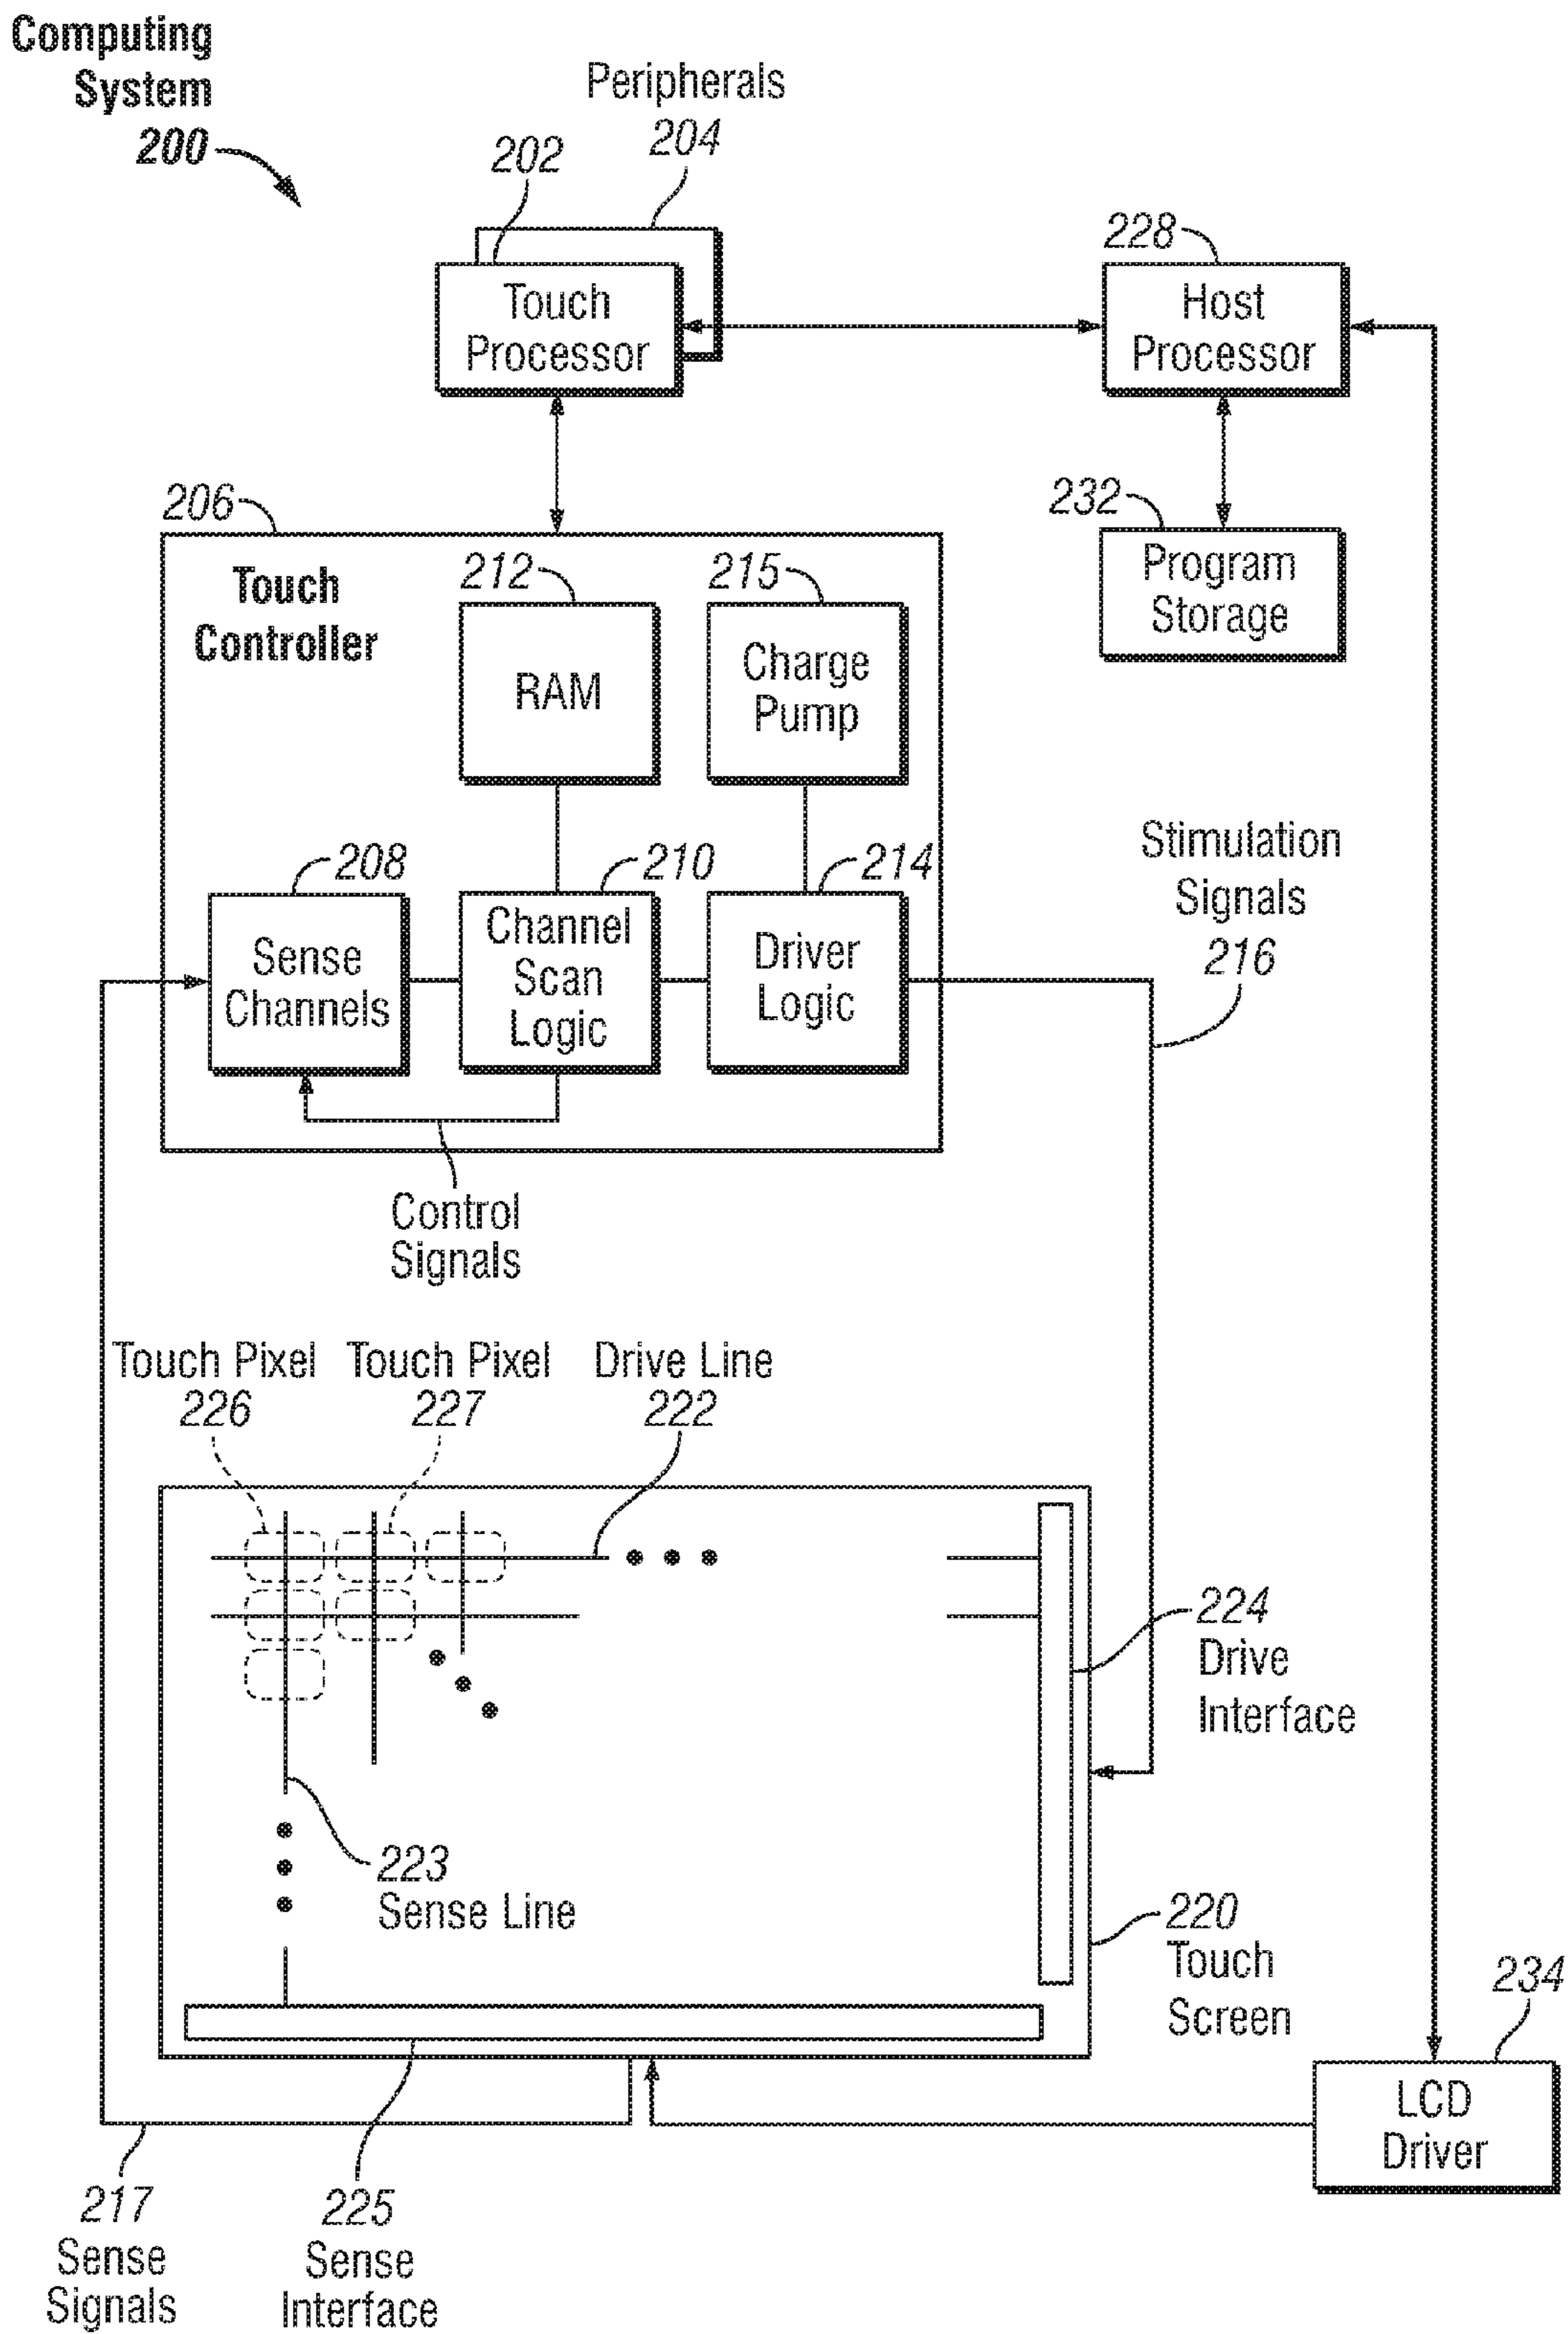 Computing
System
200
Peripherals
204
202
228
Touch
Processor
Host
Processor
206
212
215
232
Touch
Controller
RAM
Charge
Pump
Program
Storage
208
210
214
Sense
Channels
Channel
Scan
Logic
Driver
Logic
Stimulation
Signals
216
Control
Signals
Touch Pixel
226
Touch Pixel
227
Drive Line
222
224
Drive
Interface
223
Sense Line
220
Touch
Screen
234
LCD
Driver
217
Sense
Signals
225
Sense
Interface